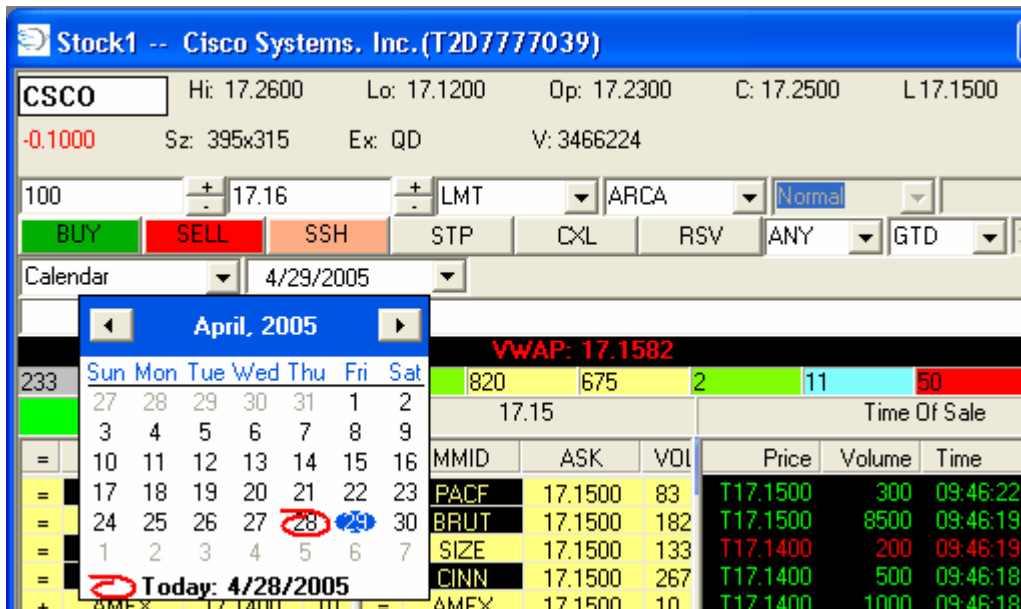 Stock1 -- Cisco Systems. Inc.(T2D7777039)
CSCO Hi: 17.2600 Lo: 17.1200 Op: 17.2300 C: 17.2500 L17.1500
-0.1000 Sz: 395x315 Ex: QD V: 3466224
100 + - 17.16 + - LMT ARCA Normal
BUY SELL SSH STP CXL RSV ANY GTD
Calendar 4/29/2005
April, 2005
VWAP: 17.1582
Sun Mon Tue Wed Thu Fri Sat
233 820 675 2 11 50
27 28 29 30 31 1 2
17.15 Time Of Sale
3 4 5 6 7 8 9
= 10 11 12 13 14 15 16 MMID ASK VOL Price Volume Time
= 17 18 19 20 21 22 23 PACF 17.1500 83 T17.1500 300 09:46:22
= 24 25 26 27 28 29 30 BRUT 17.1500 182 T17.1500 8500 09:46:19
= 1 2 3 4 5 6 7 SIZE 17.1500 133 T17.1400 200 09:46:19
= Today: 4/28/2005 CINN 17.1500 267 T17.1400 500 09:46:18
+ AMEX 17.1400 10 = AMEX 17.1500 10 T17.1400 1000 09:46:18